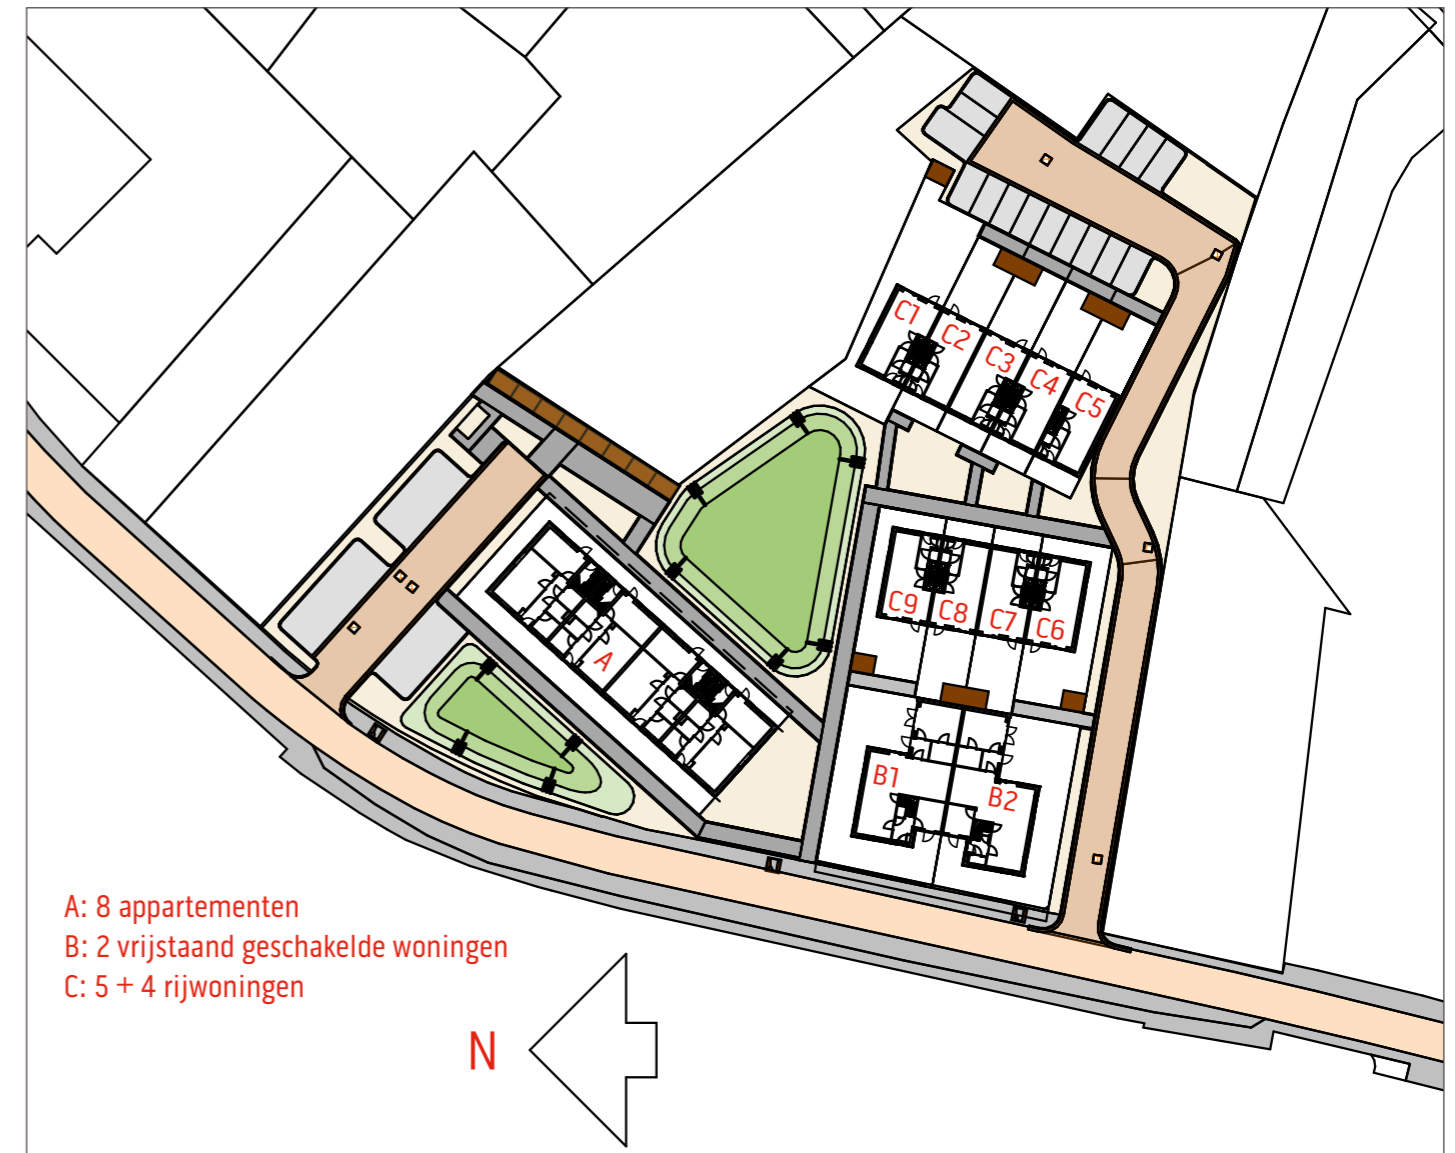 C1
C2
C3
C4
C5
C9
C8
C7
C6
A
B1
B2
A: 8 appartementen
B: 2 vrijstaand geschakelde woningen
C: 5 + 4 rijwoningen
N